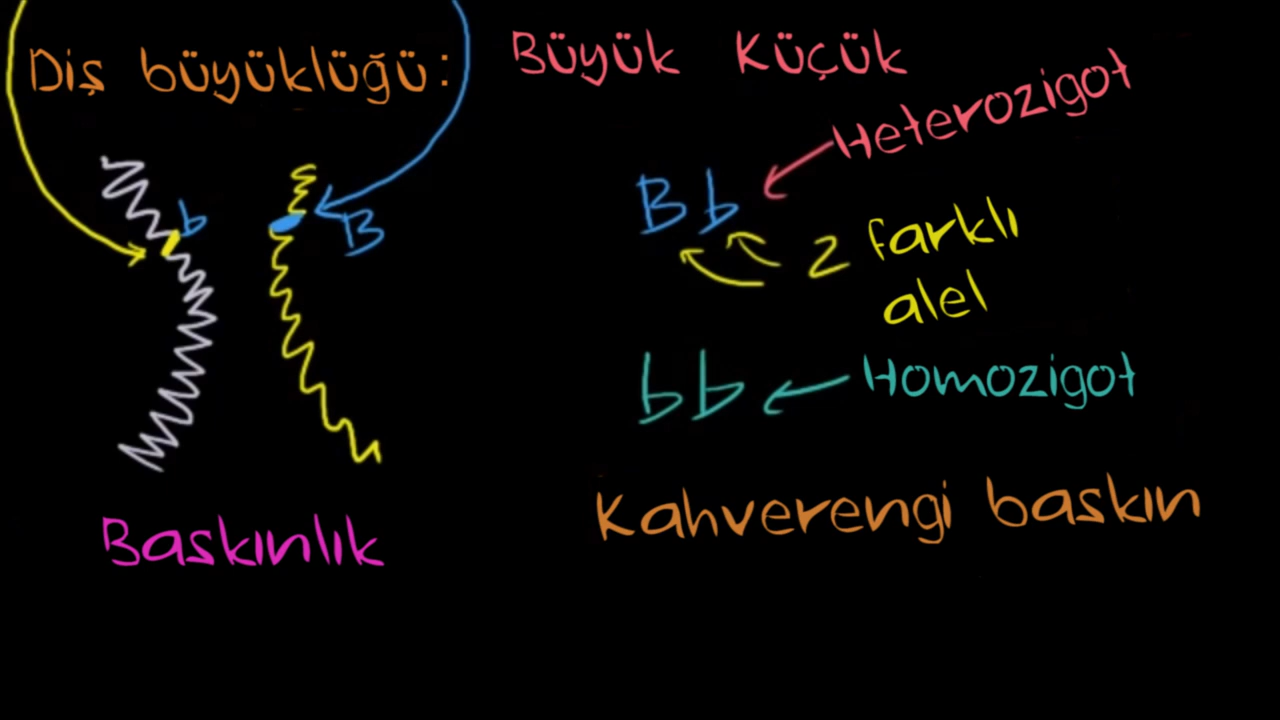 Diş büyüklüğü: Büyük Küçük
Heterozigot
b
B
Bb
2 farklı
alel
bb
Homozigot
Baskınlık
Kahverengi baskın